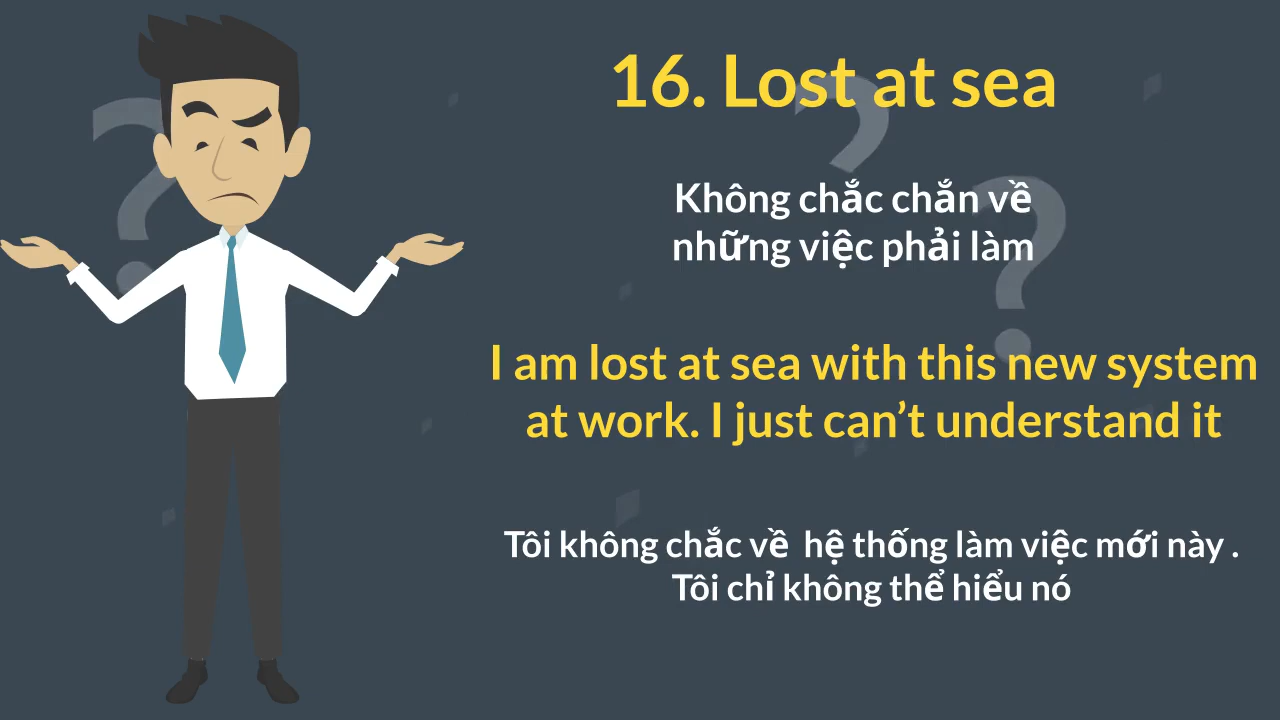 16. Lost at sea
Không chắc chắn về
những việc phải làm
I am lost at sea with this new system
at work. I just can’t understand it
Tôi không chắc về hệ thống làm việc mới này .
Tôi chỉ không thể hiểu nó